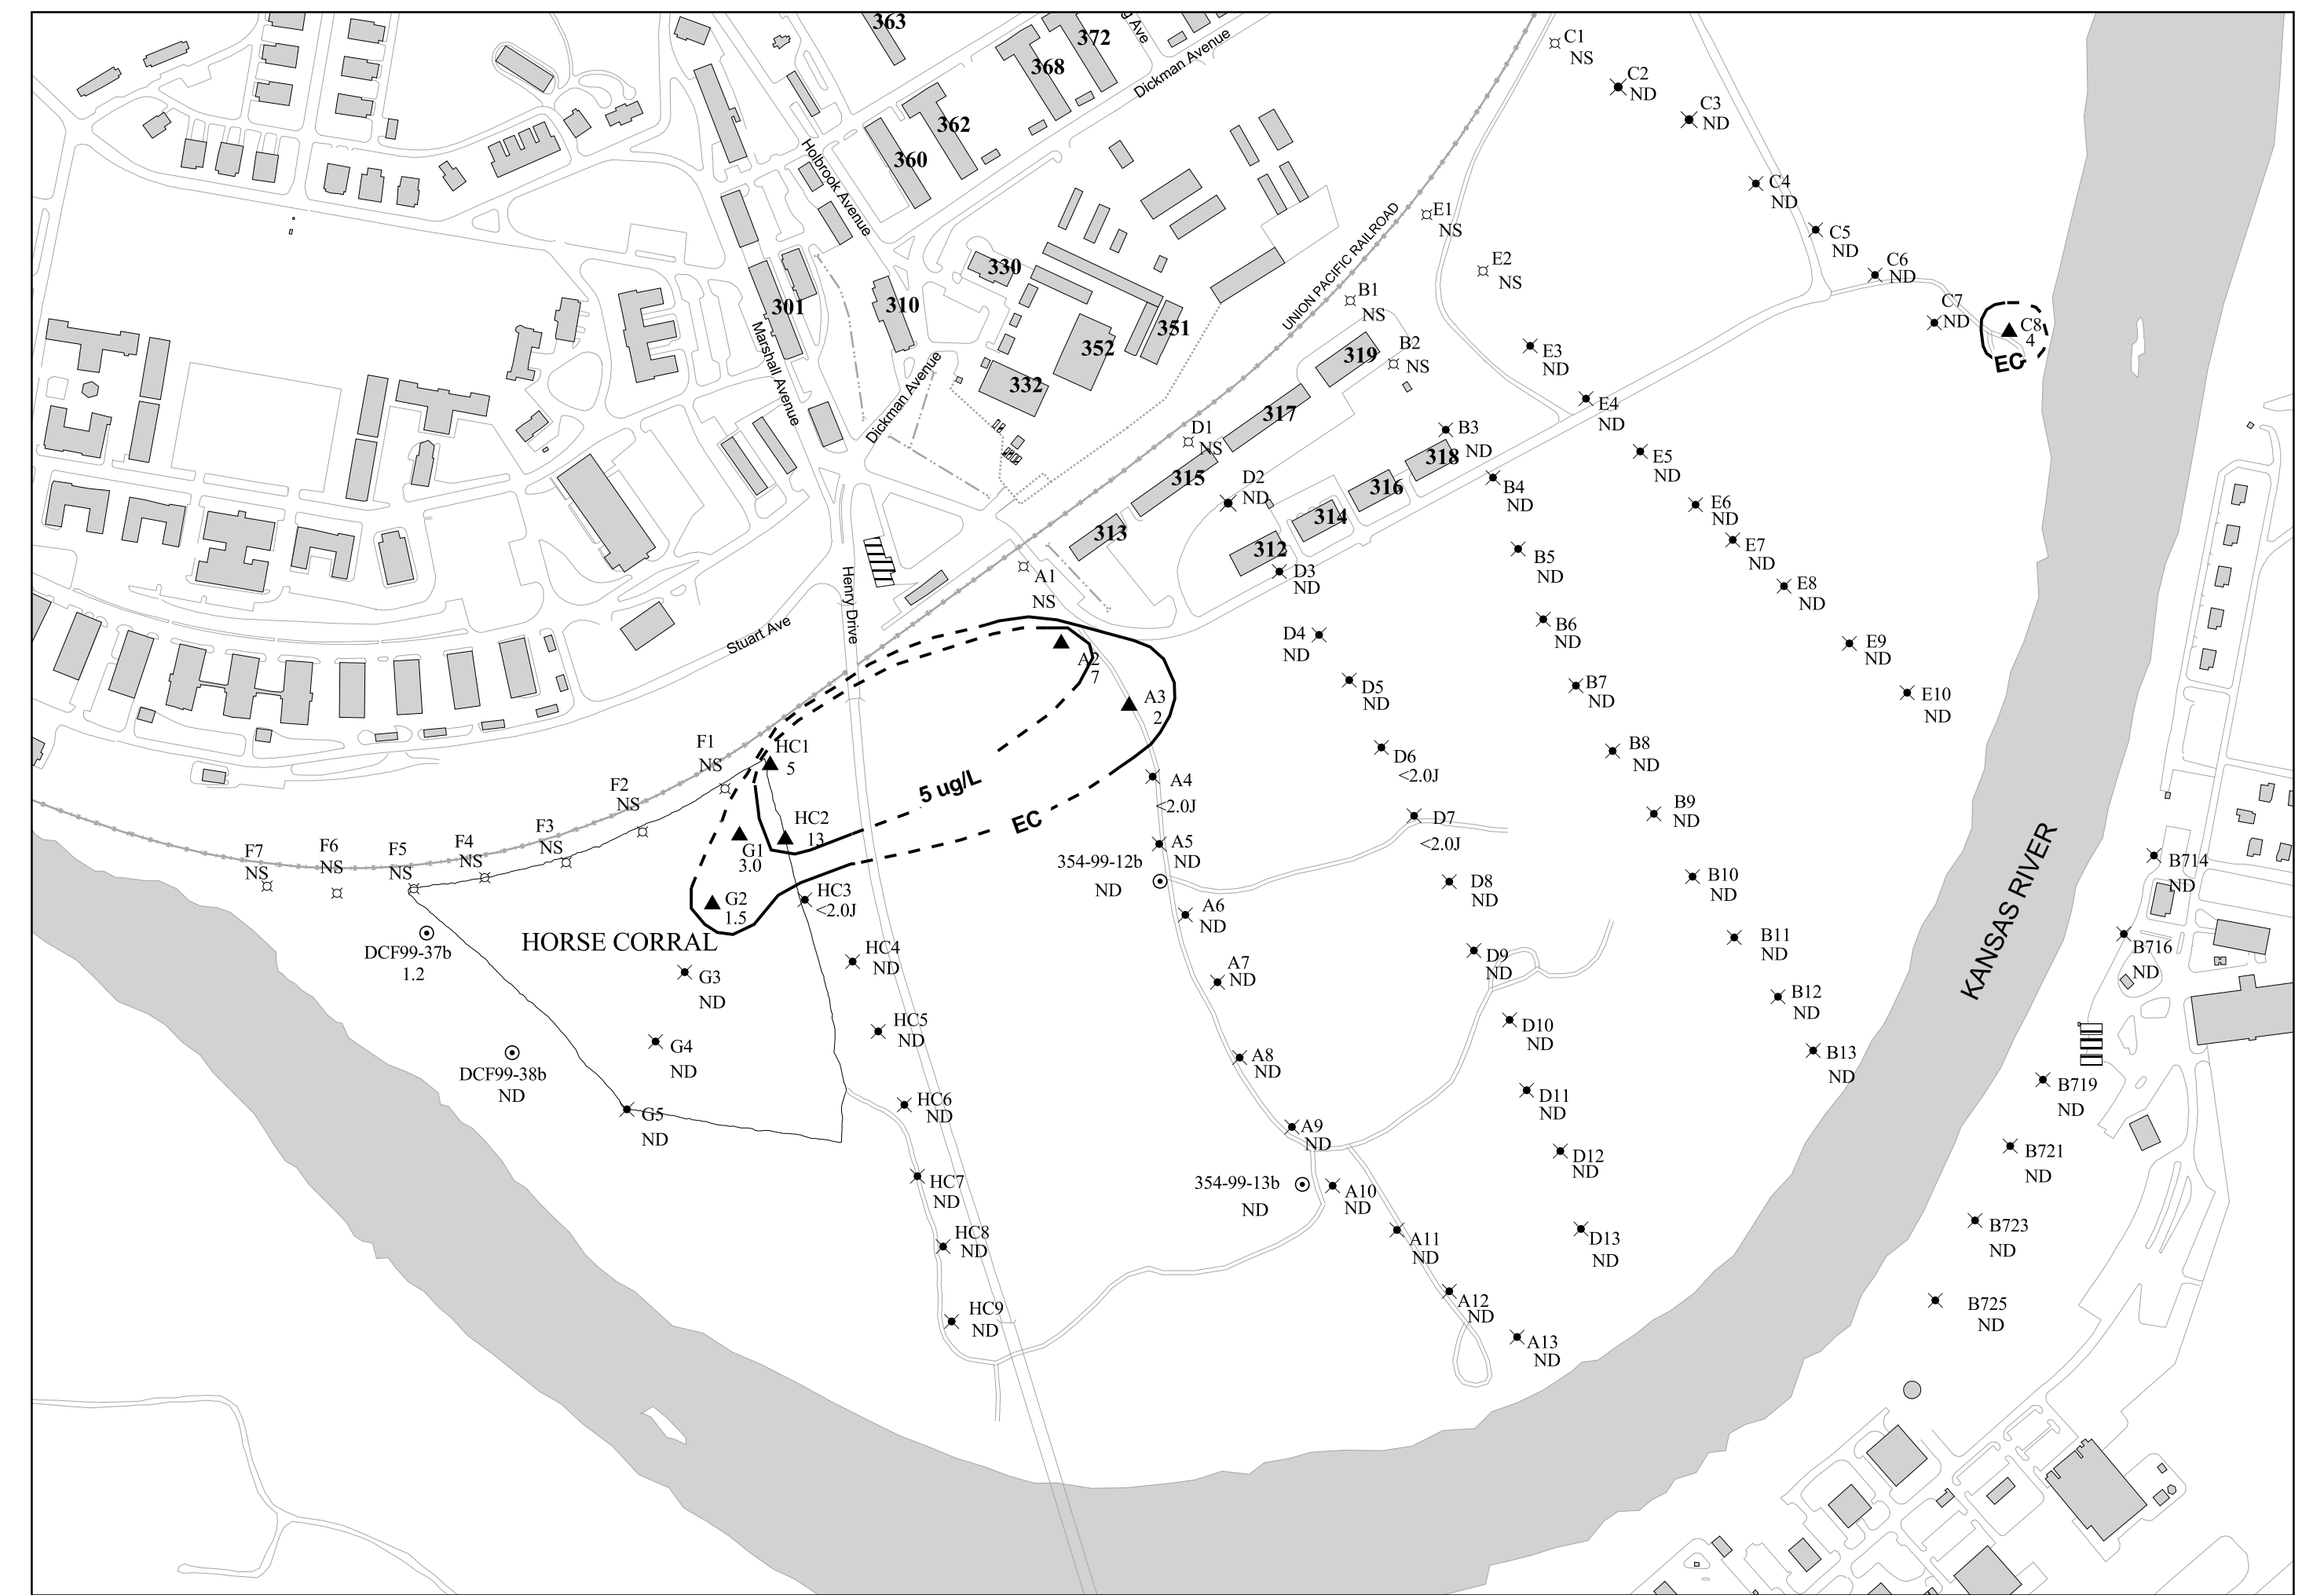 363
372
g Ave
368
Dickman Avenue
C1
NS
C2
ND
C3
ND
362
360
Holbrook Avenue
C4
ND
E1
NS
UNION PACIFIC RAILROAD
C5
ND
E2
NS
C6
ND
330
301
310
B1
NS
C7
ND
C8
4
EC
351
352
319
B2
NS
E3
ND
Marshall Avenue
Dickman Avenue
332
317
E4
ND
D1
NS
B3
ND
318
E5
ND
315
D2
ND
316
B4
ND
E6
ND
314
313
312
E7
ND
B5
ND
D3
ND
A1
NS
E8
ND
Henry Drive
Stuart Ave
B6
ND
D4
ND
E9
ND
A2
7
D5
ND
B7
ND
E10
ND
A3
2
F1
NS
HC1
5
D6
<2.0J
B8
ND
F2
NS
5 ug/L
A4
<2.0J
B9
ND
F3
NS
HC2
13
EC
D7
<2.0J
F4
NS
F5
NS
F6
NS
F7
NS
G1
3.0
A5
ND
354-99-12b
ND
B714
ND
KANSAS RIVER
G2
1.5
HC3
<2.0J
D8
ND
B10
ND
A6
ND
HORSE CORRAL
DCF99-37b
1.2
HC4
ND
B11
ND
B716
ND
G3
ND
A7
ND
D9
ND
B12
ND
HC5
ND
D10
ND
G4
ND
A8
ND
B13
ND
DCF99-38b
ND
B719
ND
HC6
ND
D11
ND
G5
ND
A9
ND
B721
ND
D12
ND
HC7
ND
354-99-13b
ND
A10
ND
B723
ND
HC8
ND
A11
ND
D13
ND
HC9
ND
A12
ND
B725
ND
A13
ND